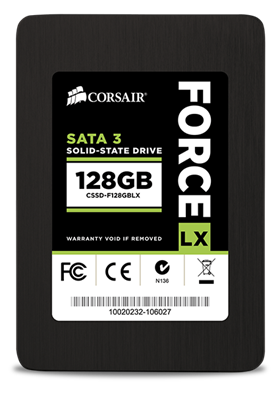 CORSAIR
SATA 3
SOLID-STATE DRIVE
128GB
CSSD-F128GBLX
WARRANTY VOID IF REMOVED
FORCE
LX
FC CE N136
10020232-106027